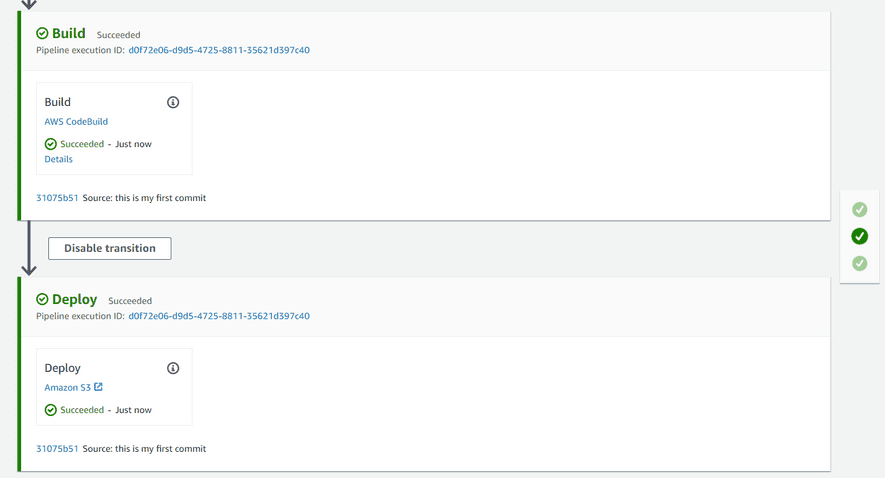 Build Succeeded
Pipeline execution ID: d0f72e06-d9d5-4725-8811-35621d397c40
Build
AWS CodeBuild
Succeeded - Just now
Details
31075b51 Source: this is my first commit
Disable transition
Deploy Succeeded
Pipeline execution ID: d0f72e06-d9d5-4725-8811-35621d397c40
Deploy
Amazon S3
Succeeded - Just now
31075b51 Source: this is my first commit